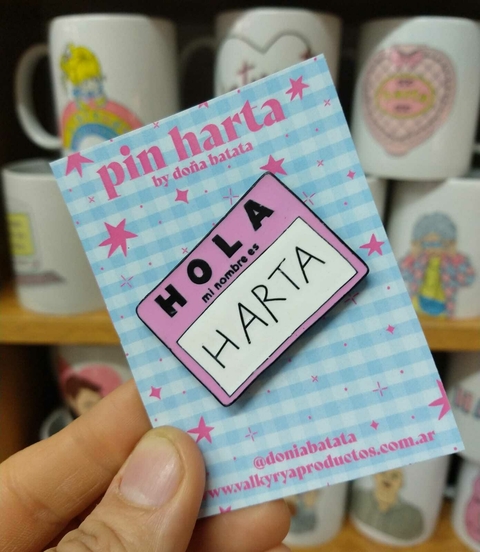 pin harta
by doña batata
HOLA
mi nombre es
HARTA
@doniabatata
www.valkyryaproductos.com.ar